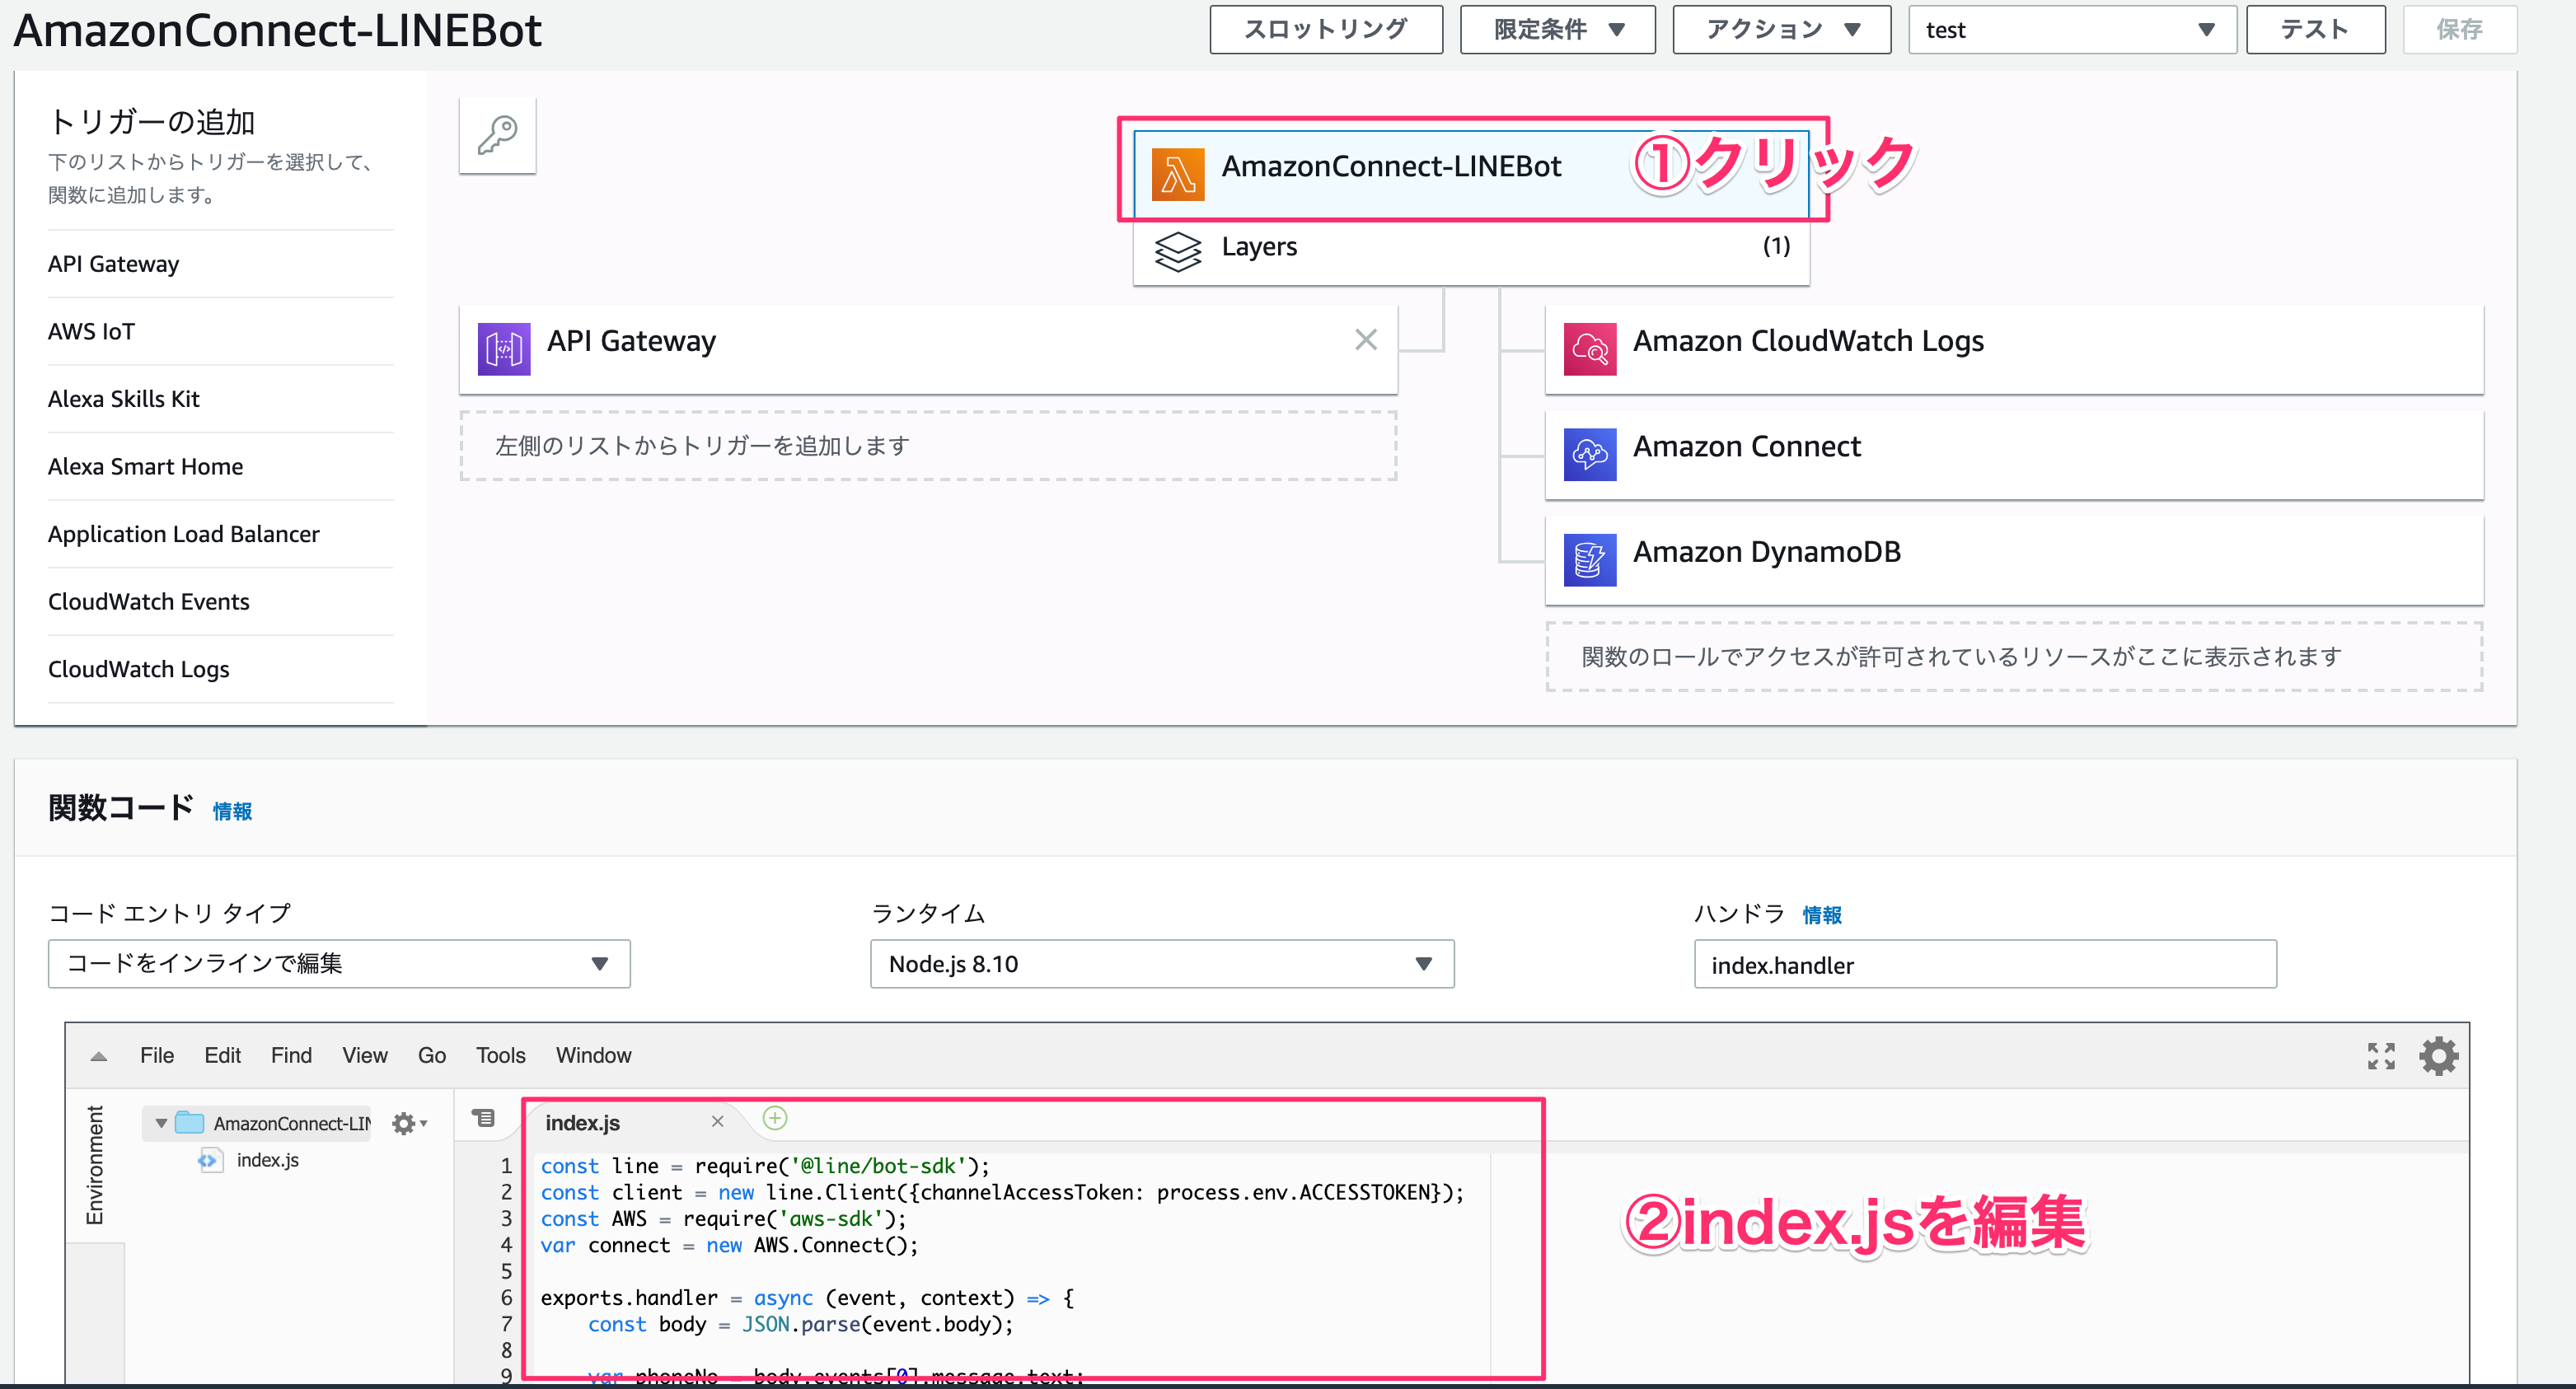 AmazonConnect-LINEBot
スロットリング
限定条件
アクション
test
テスト
保存
トリガーの追加
下のリストからトリガーを選択して、
関数に追加します。
API Gateway
AWS IoT
Alexa Skills Kit
Alexa Smart Home
Application Load Balancer
CloudWatch Events
CloudWatch Logs
AmazonConnect-LINEBot
①クリック
Layers
(1)
API Gateway
左側のリストからトリガーを追加します
Amazon CloudWatch Logs
Amazon Connect
Amazon DynamoDB
関数のロールでアクセスが許可されているリソースがここに表示されます
関数コード 情報
コード エントリ タイプ
コードをインラインで編集
ランタイム
Node.js 8.10
ハンドラ 情報
index.handler
File Edit Find View Go Tools Window
Environment
AmazonConnect-LIN
index.js
index.js
1 const line = require('@line/bot-sdk');
2 const client = new line.Client({channelAccessToken: process.env.ACCESSTOKEN});
3 const AWS = require('aws-sdk');
4 var connect = new AWS.Connect();
5
6 exports.handler = async (event, context) => {
7 const body = JSON.parse(event.body);
8
9 var phoneNo = body.events[0].message.text;
②index.jsを編集